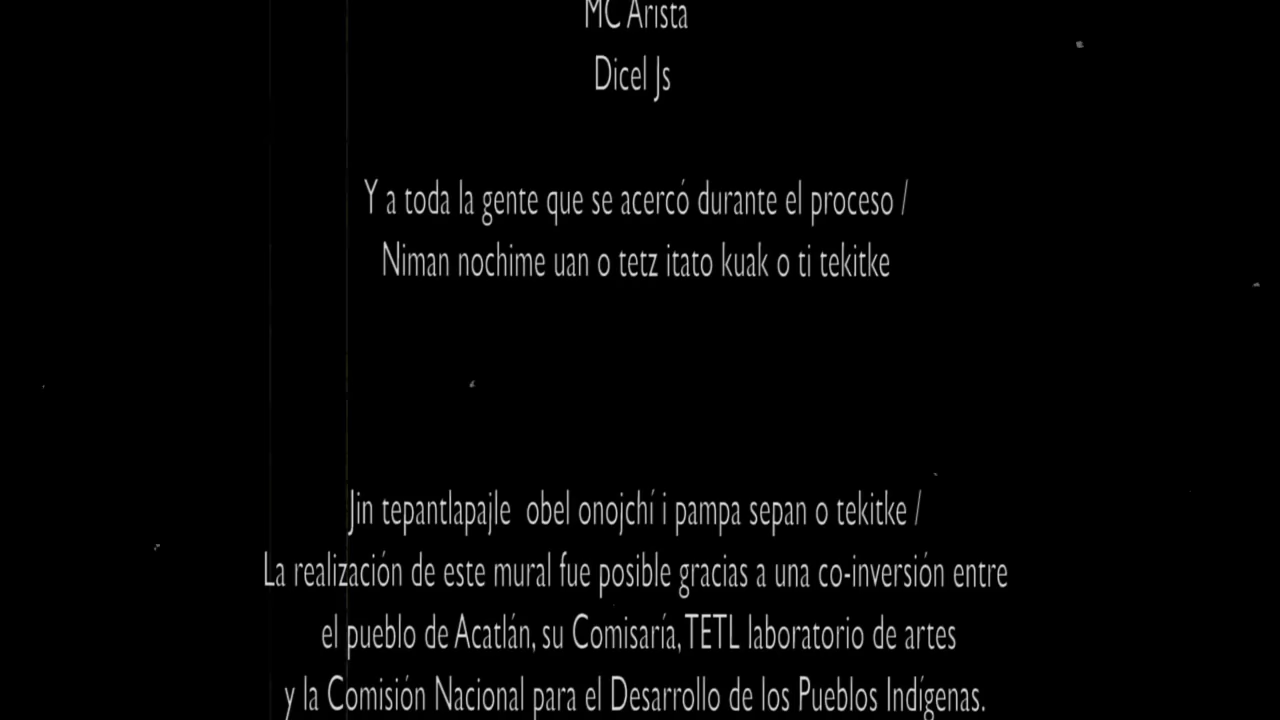 MC Arista
Dicel Js
Y a toda la gente que se acercó durante el proceso /
Niman nochime uan o tetz itato kuak o ti tekitke
Jin tepantlapajle obel onojchí i pampa sepan o tekitke /
La realización de este mural fue posible gracias a una co-inversión entre
el pueblo de Acatlán, su Comisaría, TETL laboratorio de artes
y la Comisión Nacional para el Desarrollo de los Pueblos Indígenas.